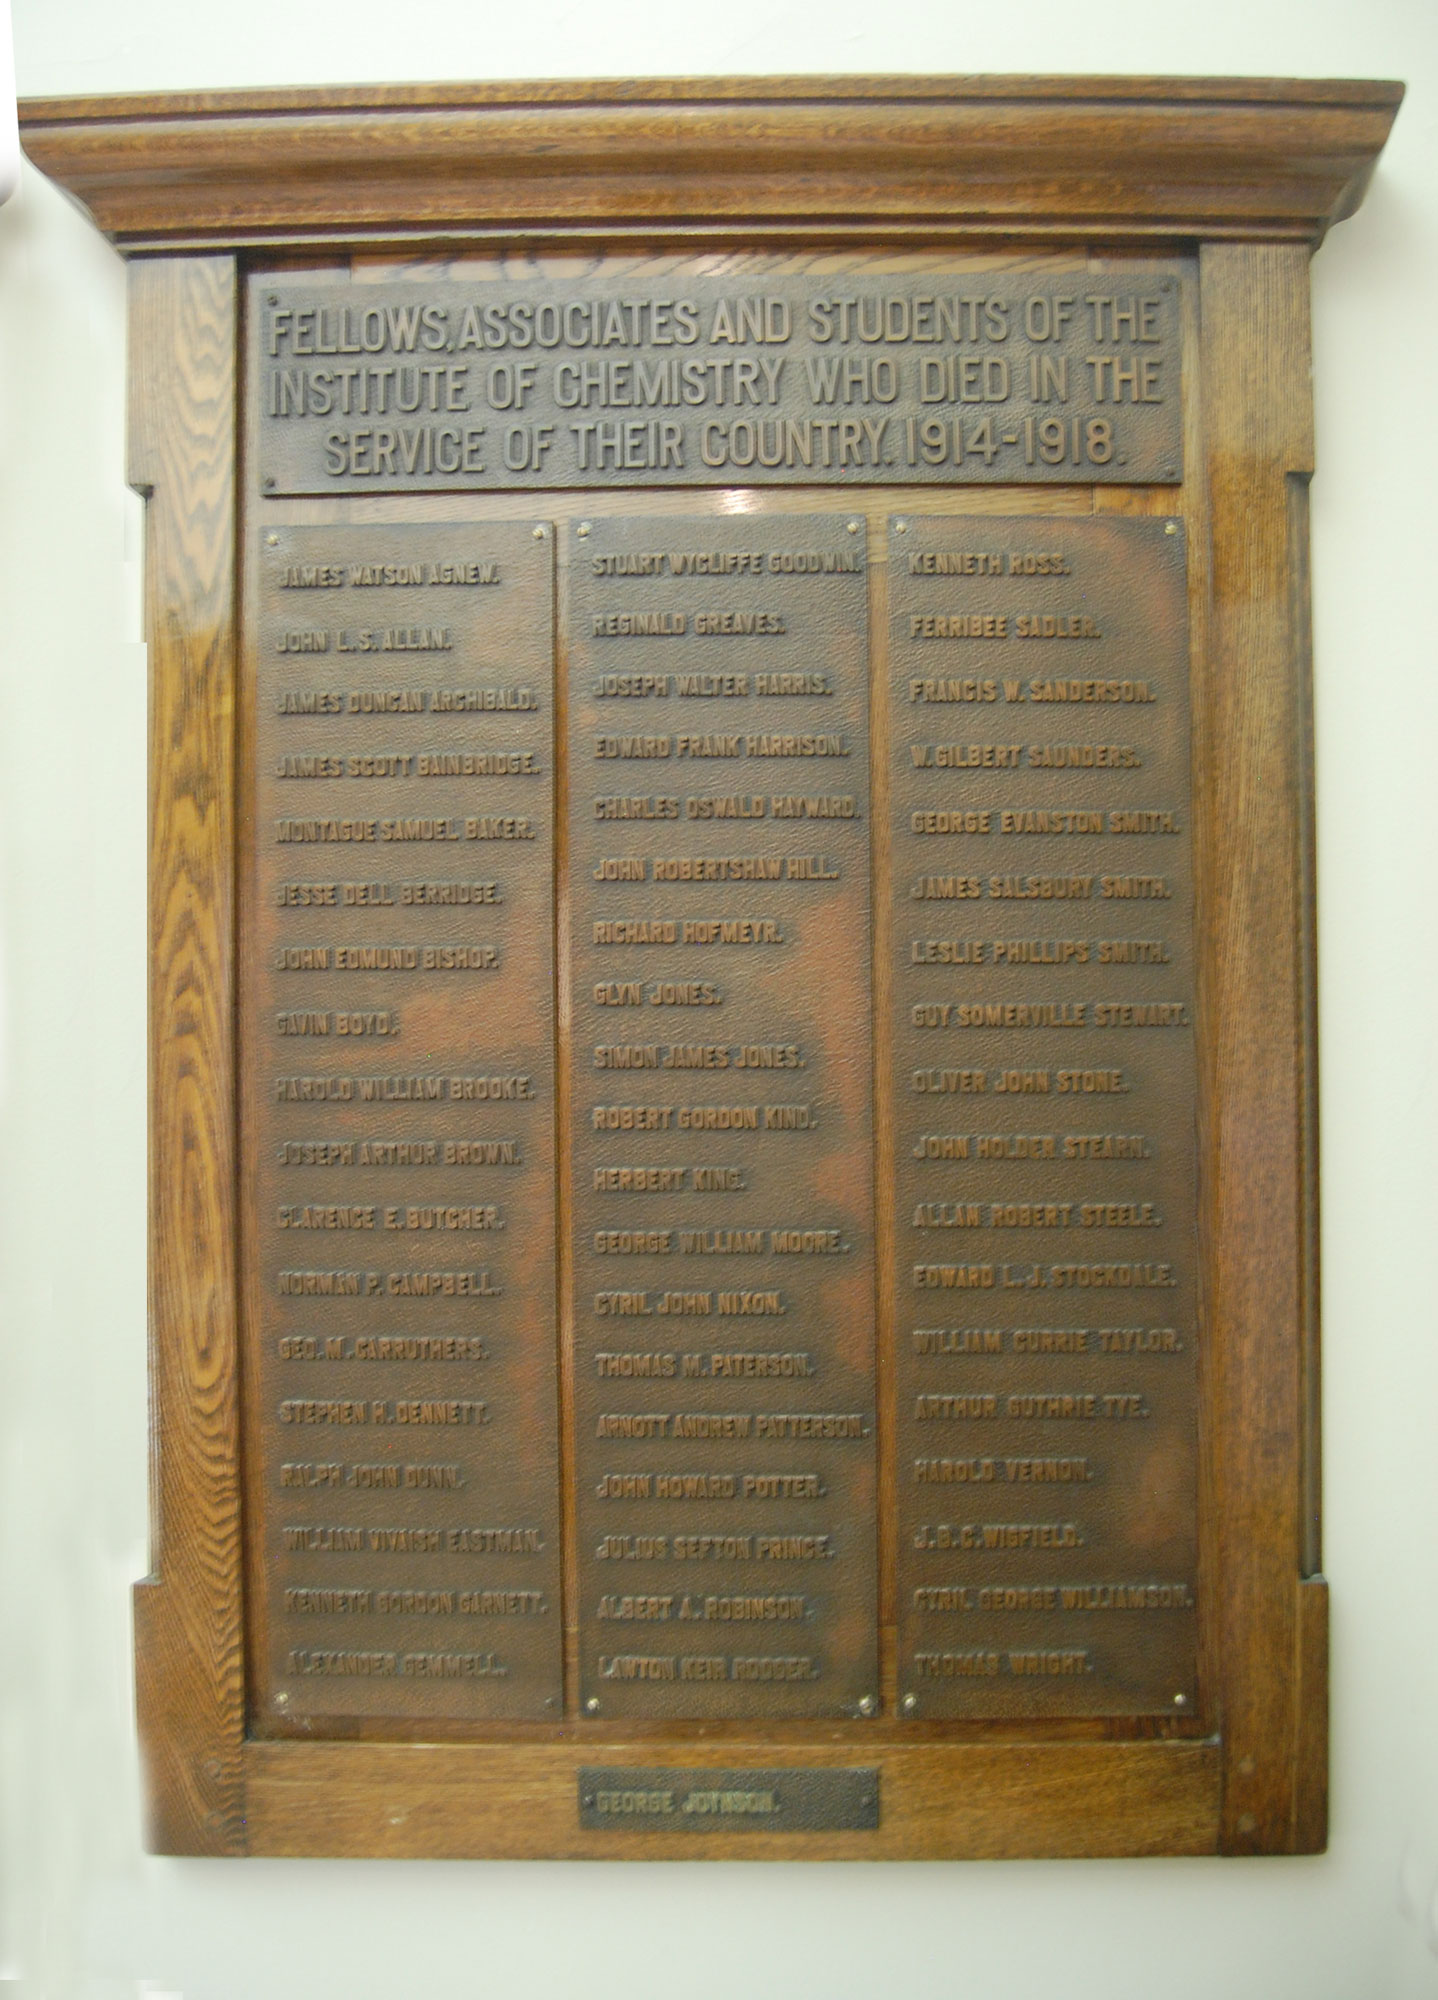 FELLOWS, ASSOCIATES AND STUDENTS OF THE
INSTITUTE OF CHEMISTRY WHO DIED IN THE
SERVICE OF THEIR COUNTRY. 1914-1918.
JAMES WATSON AGNEW.
JOHN L. S. ALLAN.
JAMES DUNCAN ARCHIBALD.
JAMES SCOTT BAINBRIDGE.
MONTAGUE SAMUEL BAKER.
JESSE DELL BERRIDGE.
JOHN EDMUND BISHOP.
GAVIN BOYD.
HAROLD WILLIAM BROOKE.
JOSEPH ARTHUR BROWN.
CLARENCE E. BUTCHER.
NORMAN P. CAMPBELL.
GEO. M. CARRUTHERS.
STEPHEN H. DENNETT.
RALPH JOHN DUNN.
WILLIAM VIVAISH EASTMAN.
KENNETH GORDON GARNETT.
ALEXANDER GEMMELL.
STUART WYCLIFFE GOODWIN.
REGINALD GREAVES.
JOSEPH WALTER HARRIS.
EDWARD FRANK HARRISON.
CHARLES OSWALD HAYWARD.
JOHN ROBERTSHAW HILL.
RICHARD HOFMEYR.
GLYN JONES.
SIMON JAMES JONES.
ROBERT GORDON KIND.
HERBERT KING.
GEORGE WILLIAM MOORE.
CYRIL JOHN NIXON.
THOMAS M. PATERSON.
ARNOTT ANDREW PATTERSON.
JOHN HOWARD POTTER.
JULIUS SEFTON PRINCE.
ALBERT A. ROBINSON.
LAWTON KEIR RODGER.
KENNETH ROSS.
FERRIBEE SADLER.
FRANCIS W. SANDERSON.
W. GILBERT SAUNDERS.
GEORGE EVANSTON SMITH.
JAMES SALSBURY SMITH.
LESLIE PHILLIPS SMITH.
GUY SOMERVILLE STEWART.
OLIVER JOHN STONE.
JOHN HOLDER STEARN.
ALLAN ROBERT STEELE.
EDWARD L. J. STOCKDALE.
WILLIAM CURRIE TAYLOR.
ARTHUR GUTHRIE TYE.
HAROLD VERNON.
J. B. C. WIGFIELD.
CYRIL GEORGE WILLIAMSON.
THOMAS WRIGHT.
GEORGE JOYNSON.